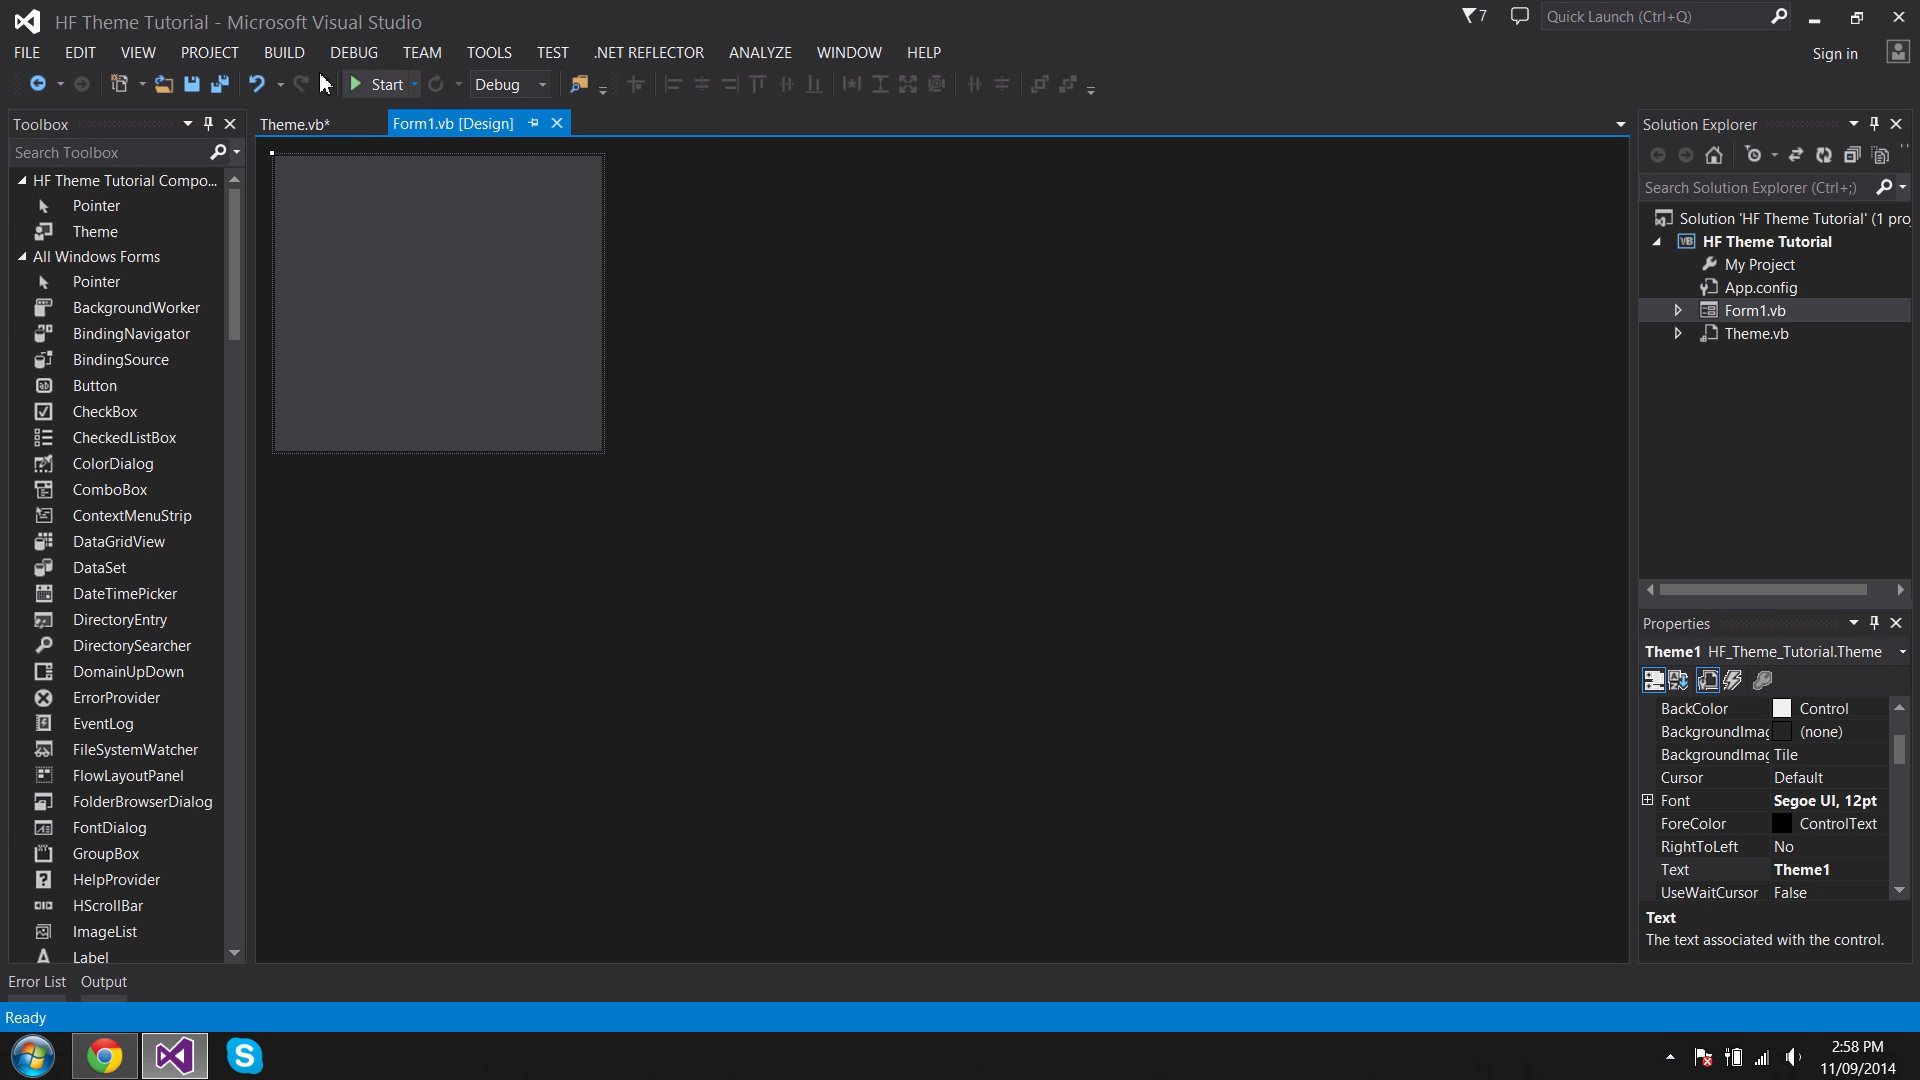 HF Theme Tutorial - Microsoft Visual Studio
7
Quick Launch (Ctrl+Q)
FILE EDIT VIEW PROJECT BUILD DEBUG TEAM TOOLS TEST .NET REFLECTOR ANALYZE WINDOW HELP
Sign in
Start
Debug
Toolbox
Search Toolbox
HF Theme Tutorial Compo...
Pointer
Theme
All Windows Forms
Pointer
BackgroundWorker
BindingNavigator
BindingSource
Button
CheckBox
CheckedListBox
ColorDialog
ComboBox
ContextMenuStrip
DataGridView
DataSet
DateTimePicker
DirectoryEntry
DirectorySearcher
DomainUpDown
ErrorProvider
EventLog
FileSystemWatcher
FlowLayoutPanel
FolderBrowserDialog
FontDialog
GroupBox
HelpProvider
HScrollBar
ImageList
Label
Theme.vb*
Form1.vb [Design]
Solution Explorer
Search Solution Explorer (Ctrl+;)
Solution 'HF Theme Tutorial' (1 pro
HF Theme Tutorial
My Project
App.config
Form1.vb
Theme.vb
Properties
Theme1 HF_Theme_Tutorial.Theme
BackColor Control
BackgroundImag (none)
BackgroundImag Tile
Cursor Default
Font Segoe UI, 12pt
ForeColor ControlText
RightToLeft No
Text Theme1
UseWaitCursor False
Text
The text associated with the control.
Error List Output
Ready
2:58 PM
11/09/2014